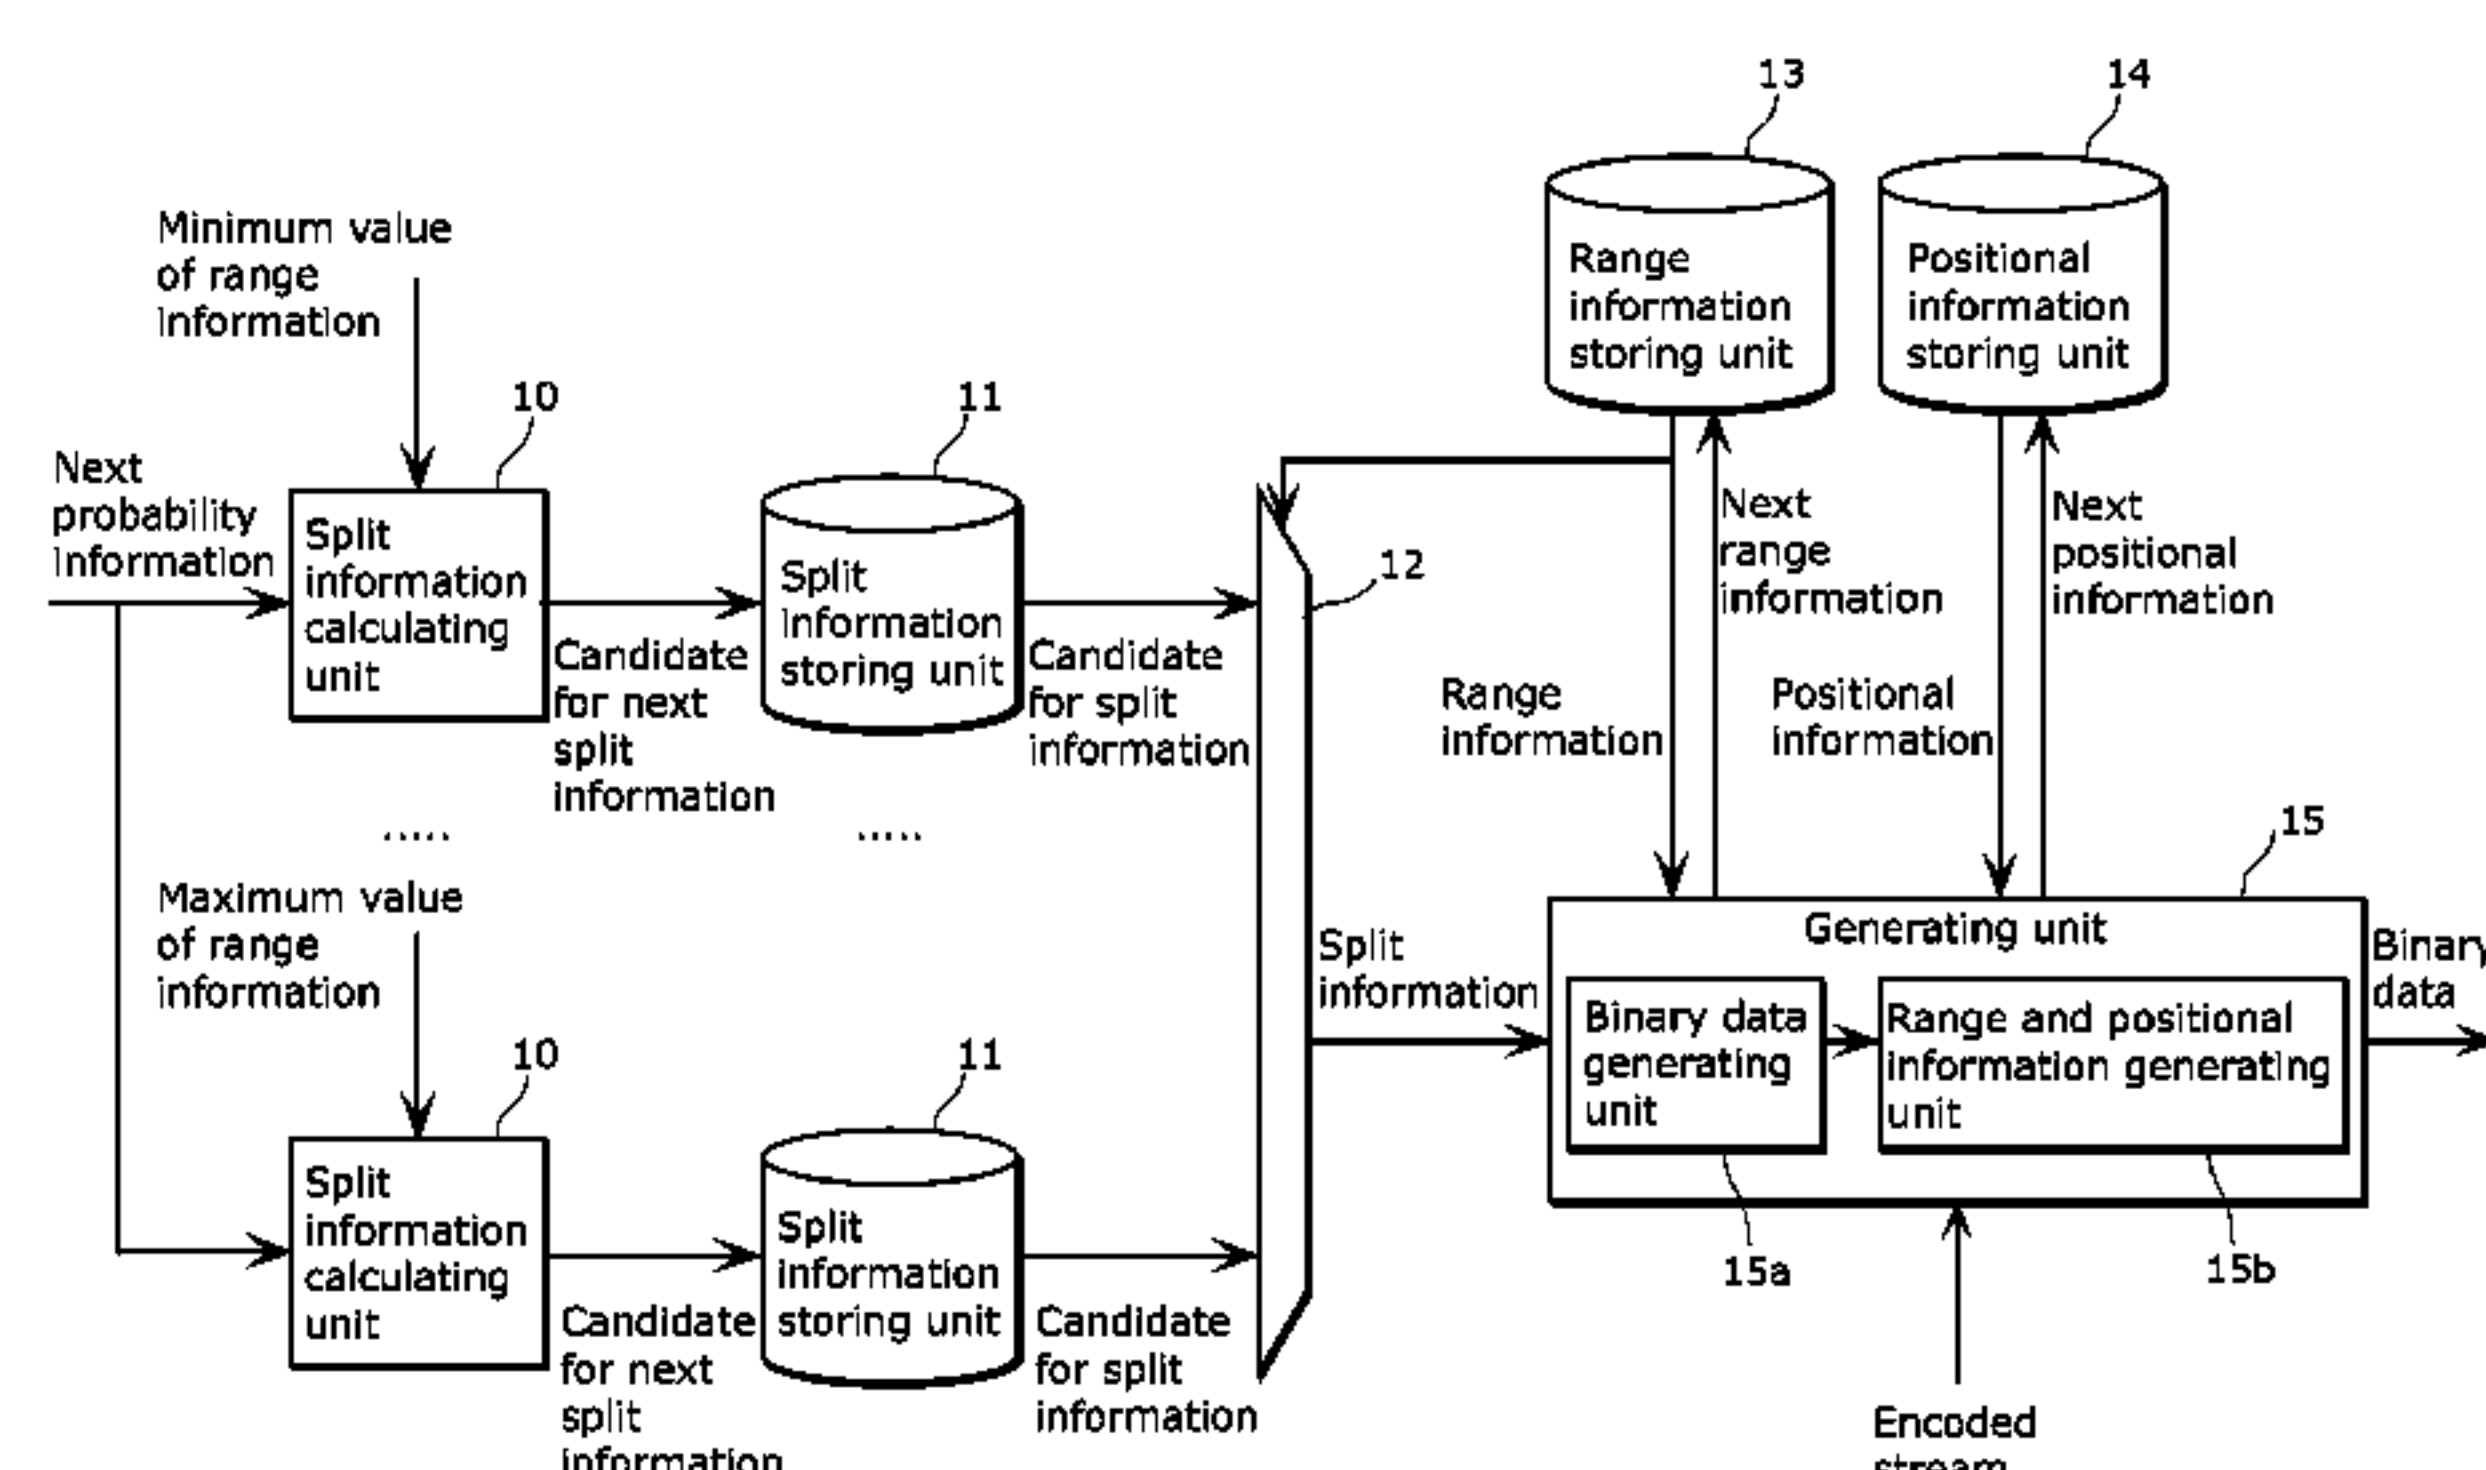 13
14
Minimum value
of range
information
Range
information
storing unit
Positional
information
storing unit
10
11
Next
probability
information
Split
information
calculating
unit
Split
information
storing unit
12
Next
range
information
Next
positional
information
Candidate
for next
split
information
Candidate
for split
information
Range
information
Positional
information
.....
.....
15
Maximum value
of range
information
Generating unit
Split
information
Binary
data
Binary data
generating
unit
Range and positional
information generating
unit
10
11
Split
information
calculating
unit
Split
information
storing unit
15a
15b
Candidate
for next
split
information
Candidate
for split
information
Encoded
stream